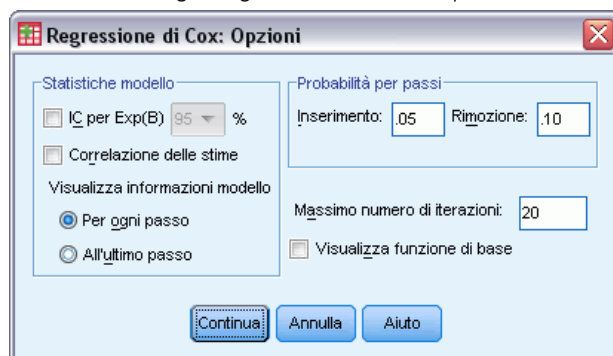 Regressione di Cox: Opzioni
Statistiche modello
IC per Exp(B) 95 %
Correlazione delle stime
Visualizza informazioni modello
Per ogni passo
All'ultimo passo
Probabilità per passi
Inserimento: .05 Rimozione: .10
Massimo numero di iterazioni: 20
Visualizza funzione di base
Continua Annulla Aiuto